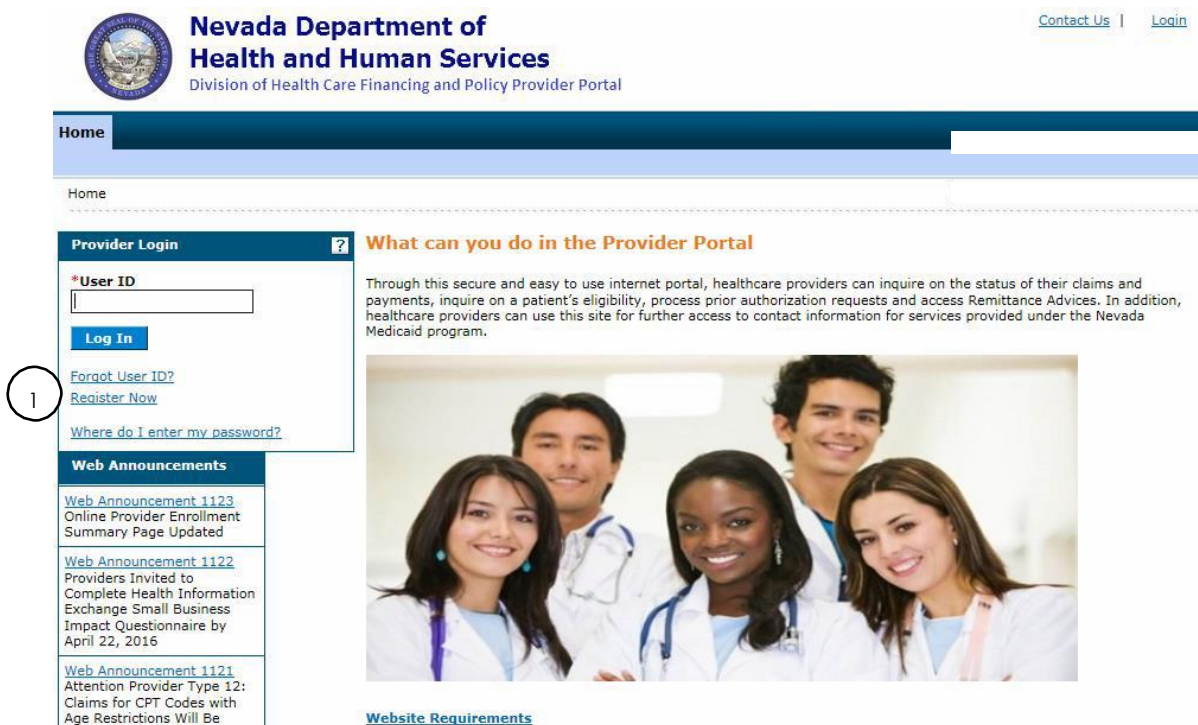 Nevada Department of
Health and Human Services
Division of Health Care Financing and Policy Provider Portal
Contact Us | Login
Home
Home
Provider Login ?
*User ID
Log In
Forgot User ID?
1 Register Now
Where do I enter my password?
Web Announcements
Web Announcement 1123
Online Provider Enrollment
Summary Page Updated
Web Announcement 1122
Providers Invited to
Complete Health Information
Exchange Small Business
Impact Questionnaire by
April 22, 2016
Web Announcement 1121
Attention Provider Type 12:
Claims for CPT Codes with
Age Restrictions Will Be
What can you do in the Provider Portal
Through this secure and easy to use internet portal, healthcare providers can inquire on the status of their claims and
payments, inquire on a patient's eligibility, process prior authorization requests and access Remittance Advices. In addition,
healthcare providers can use this site for further access to contact information for services provided under the Nevada
Medicaid program.
Website Requirements